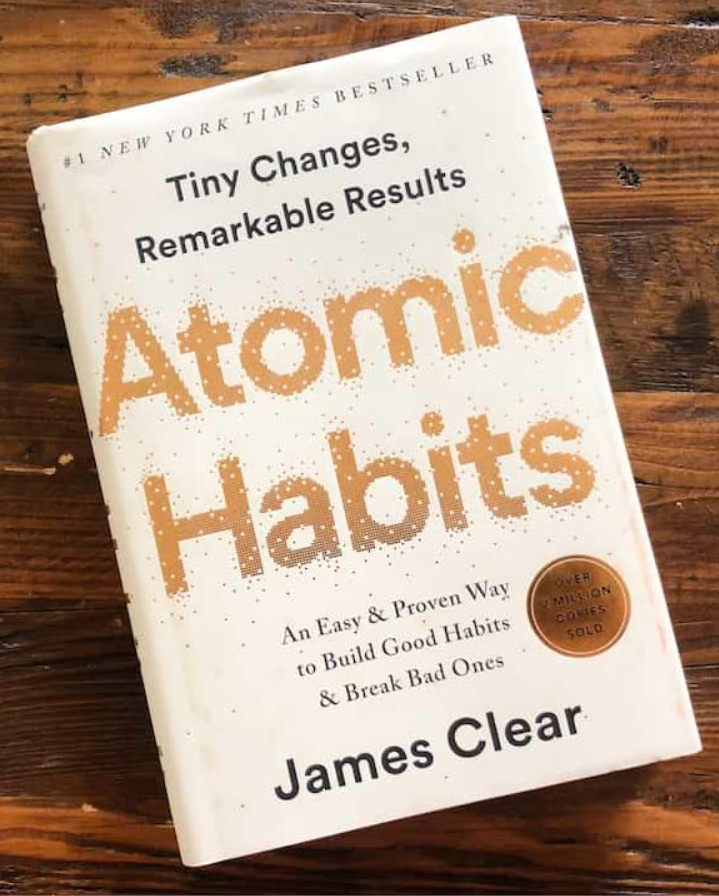 #1 NEW YORK TIMES BESTSELLER
Tiny Changes,
Remarkable Results
Atomic
Habits
An Easy & Proven Way
to Build Good Habits
& Break Bad Ones
OVER
MILLION
COPIES
SOLD
James Clear